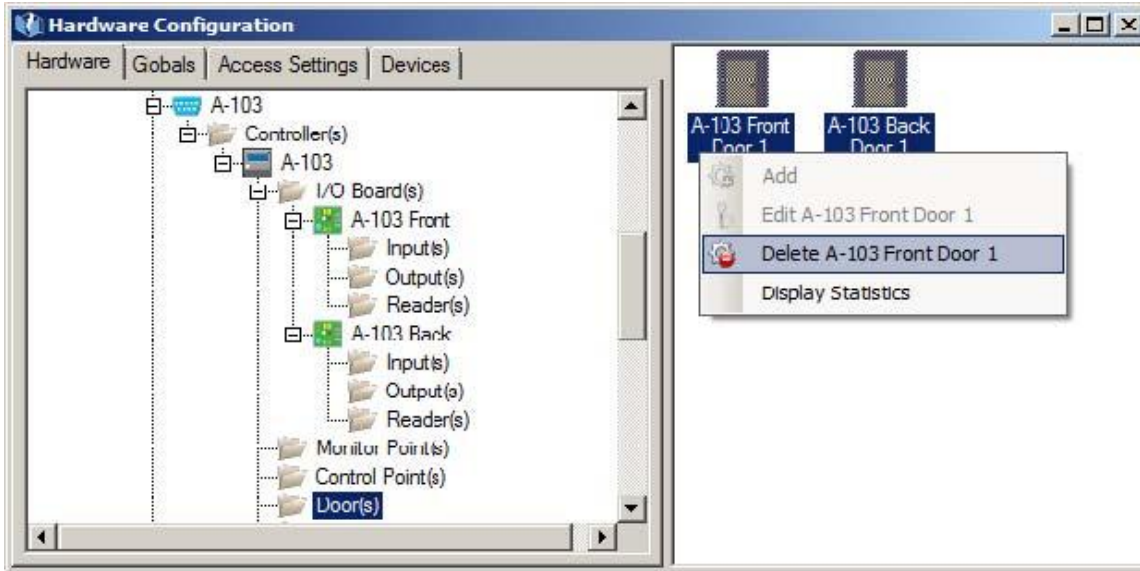 Hardware Configuration
Hardware Gobals Access Settings Devices
A-103
Controller(s)
A-103
I/O Board(s)
A-103 Front
Input(s)
Output(s)
Reader(s)
A-103 Back
Input(s)
Output(s)
Reader(s)
Monitor Point(s)
Control Point(s)
Door(s)
A-103 Front
Door 1
A-103 Back
Door 1
Add
Edit A-103 Front Door 1
Delete A-103 Front Door 1
Display Statistics